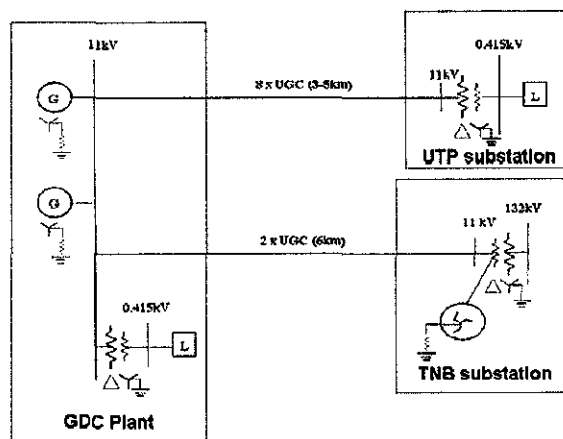 11kV
G
8 x UGC (3-5km)
11kV
0.415kV
L
UTP substation
G
2 x UGC (6km)
11 kV
132kV
TNB substation
0.415kV
L
GDC Plant